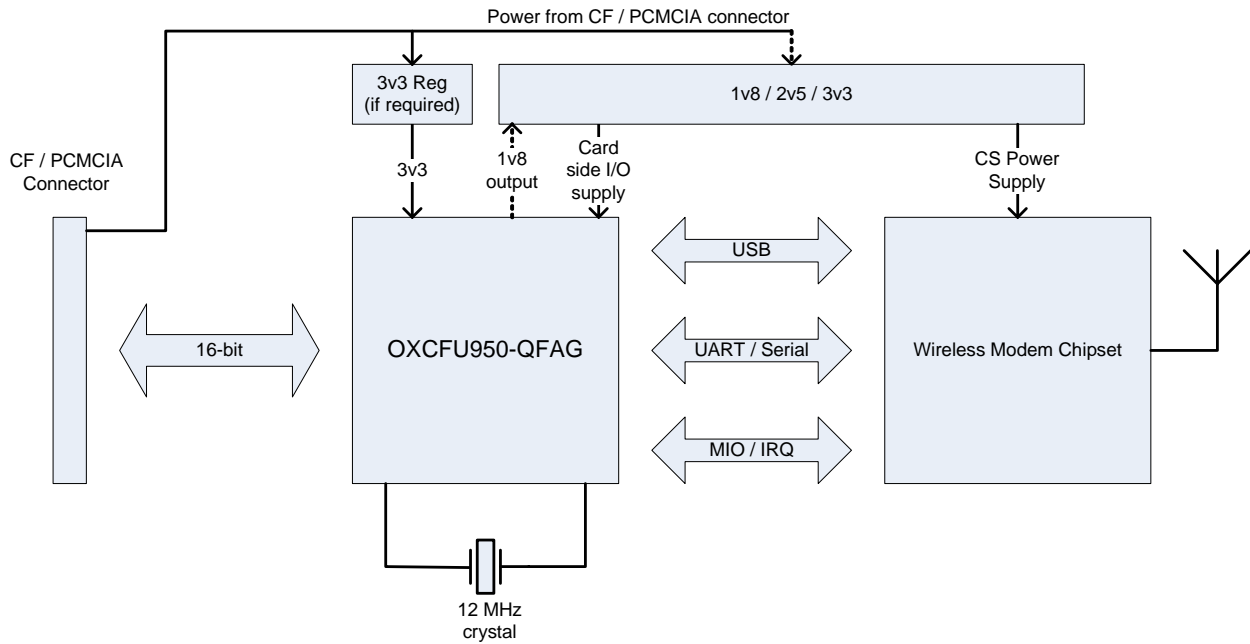 Power from CF / PCMCIA connector
3v3 Reg
(if required)
1v8 / 2v5 / 3v3
CF / PCMCIA
Connector
3v3
1v8
output
Card
side I/O
supply
CS Power
Supply
USB
16-bit
OXCFU950-QFAG
UART / Serial
Wireless Modem Chipset
MIO / IRQ
12 MHz
crystal